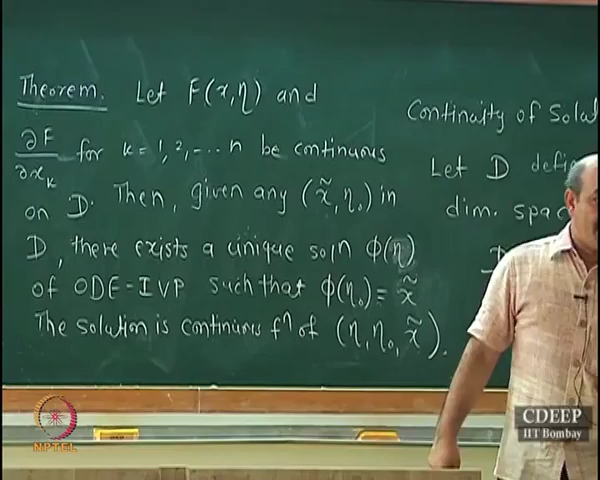 Theorem. Let F(x,η) and
∂F/∂x_k for k = 1, 2, .... n be continuous
on D. Then, given any (x̃, η₀) in
D, there exists a unique soln Φ(η)
of ODE-IVP such that Φ(η₀) = x̃
The solution is continuous fⁿ of (η, η₀, x̃).
Continuity of Solu
Let D defi
dim. spac
NPTEL
CDEEP
IIT Bombay